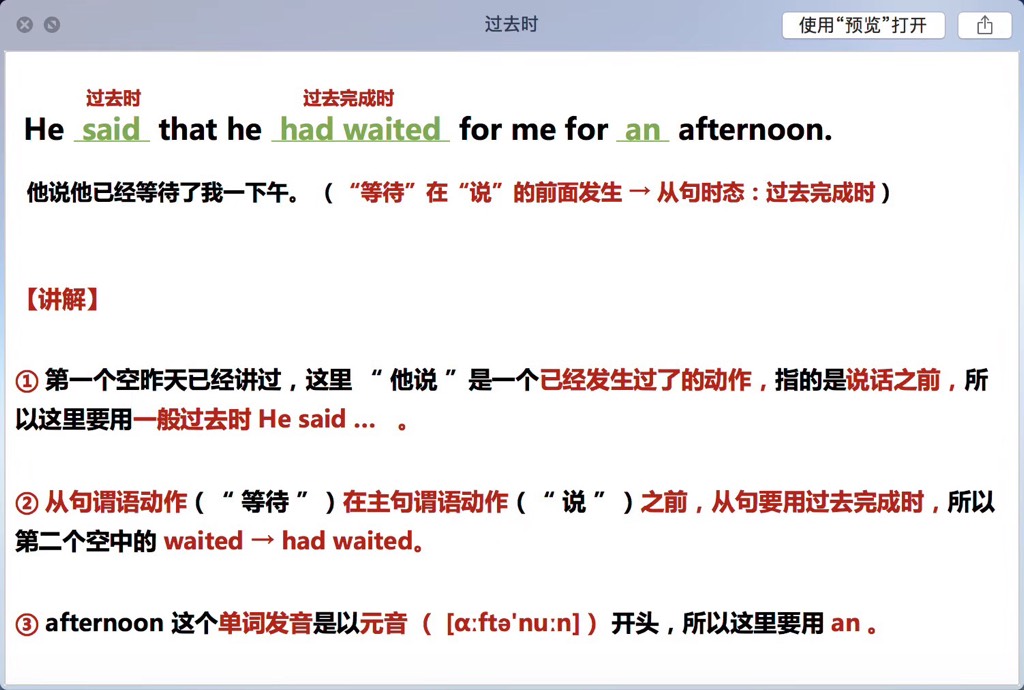 过去时
使用“预览”打开
过去时 过去完成时
He said that he had waited for me for an afternoon.
他说他已经等待了我一下午。（“等待”在“说”的前面发生 → 从句时态：过去完成时）
【讲解】
① 第一个空昨天已经讲过，这里 “ 他说 ” 是一个已经发生过了的动作，指的是说话之前，所
以这里要用一般过去时 He said ... 。
② 从句谓语动作（ “ 等待 ” ）在主句谓语动作（ “ 说 ” ）之前，从句要用过去完成时，所以
第二个空中的 waited → had waited。
③ afternoon 这个单词发音是以元音（ [ɑːftə'nuːn] ）开头，所以这里要用 an 。